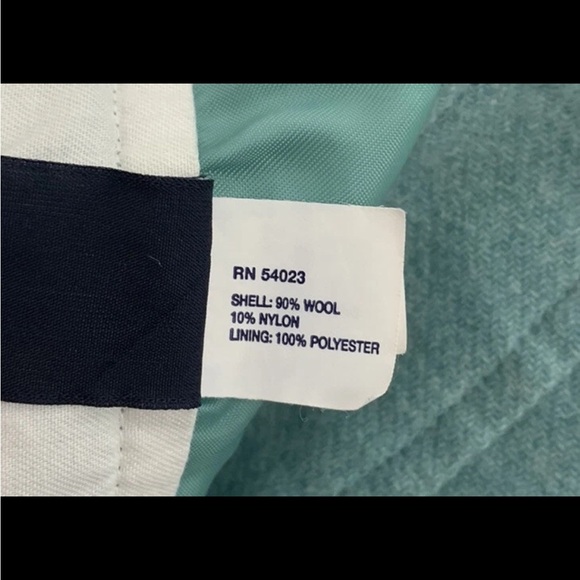 RN 54023
SHELL: 90% WOOL
10% NYLON
LINING: 100% POLYESTER